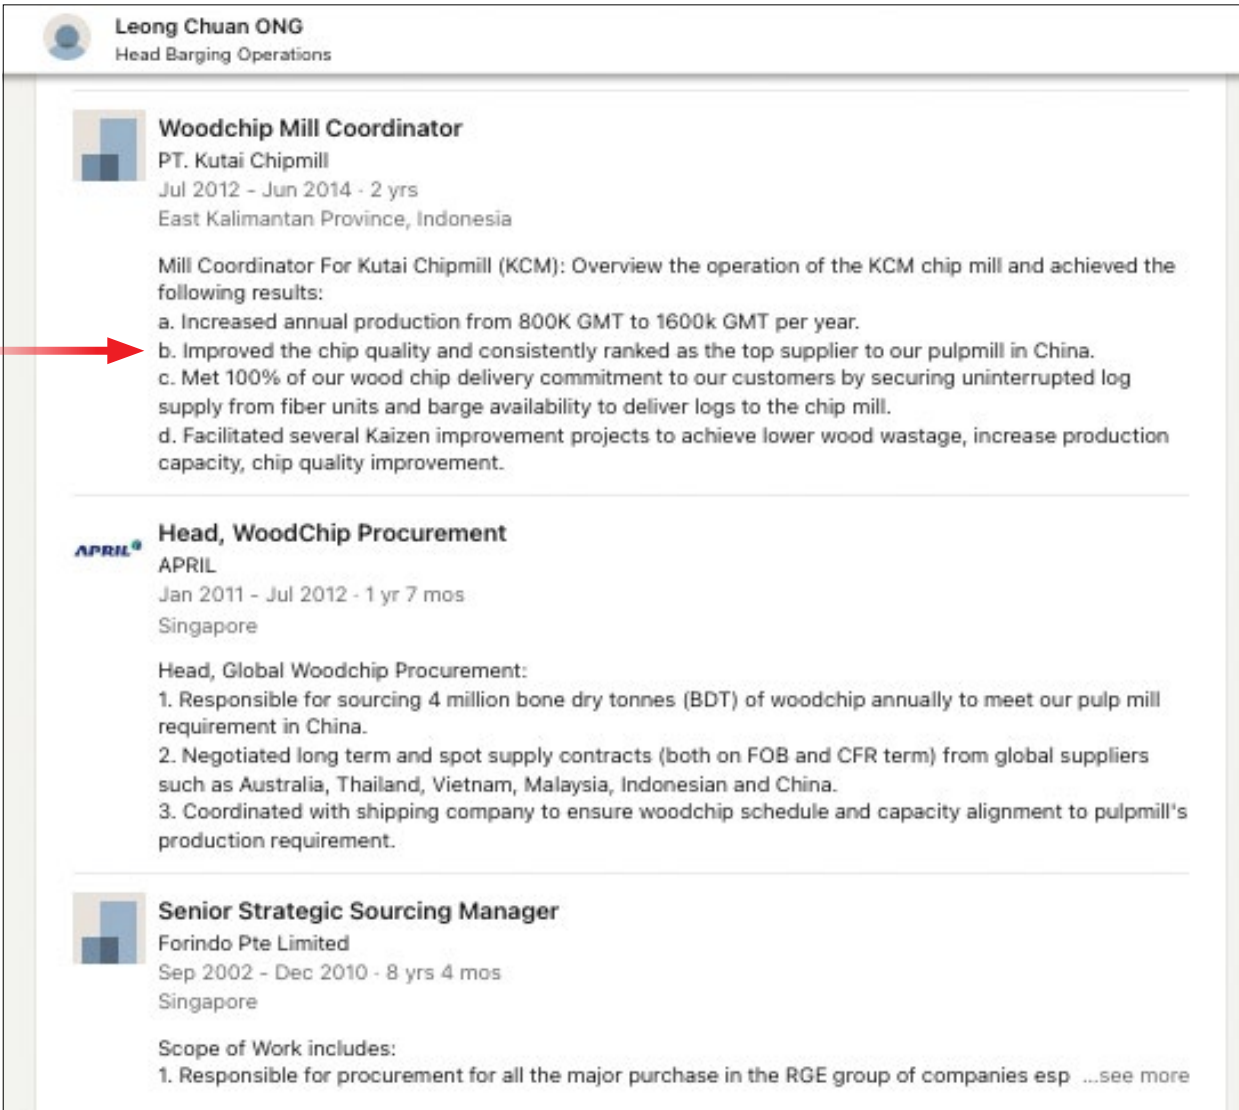 Leong Chuan ONG
Head Barging Operations
Woodchip Mill Coordinator
PT. Kutai Chipmill
Jul 2012 - Jun 2014 · 2 yrs
East Kalimantan Province, Indonesia
Mill Coordinator For Kutai Chipmill (KCM): Overview the operation of the KCM chip mill and achieved the
following results:
a. Increased annual production from 800K GMT to 1600k GMT per year.
b. Improved the chip quality and consistently ranked as the top supplier to our pulpmill in China.
c. Met 100% of our wood chip delivery commitment to our customers by securing uninterrupted log
supply from fiber units and barge availability to deliver logs to the chip mill.
d. Facilitated several Kaizen improvement projects to achieve lower wood wastage, increase production
capacity, chip quality improvement.
APRIL
Head, WoodChip Procurement
APRIL
Jan 2011 - Jul 2012 · 1 yr 7 mos
Singapore
Head, Global Woodchip Procurement:
1. Responsible for sourcing 4 million bone dry tonnes (BDT) of woodchip annually to meet our pulp mill
requirement in China.
2. Negotiated long term and spot supply contracts (both on FOB and CFR term) from global suppliers
such as Australia, Thailand, Vietnam, Malaysia, Indonesian and China.
3. Coordinated with shipping company to ensure woodchip schedule and capacity alignment to pulpmill's
production requirement.
Senior Strategic Sourcing Manager
Forindo Pte Limited
Sep 2002 - Dec 2010 · 8 yrs 4 mos
Singapore
Scope of Work includes:
1. Responsible for procurement for all the major purchase in the RGE group of companies esp ...see more